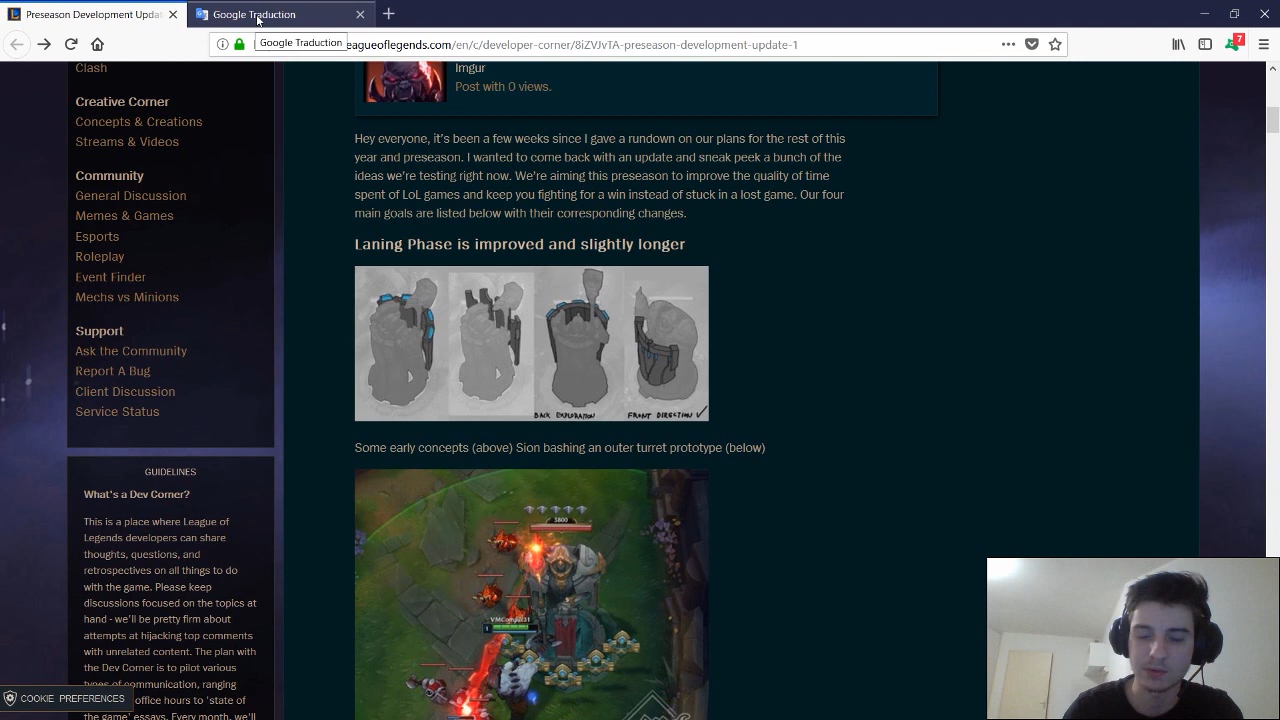 Preseason Development Upda
Google Traduction
Google Traduction
eagueoflegends.com/en/c/developer-corner/8iZVJvTA-preseason-development-update-1
7
Clash
Creative Corner
Concepts & Creations
Streams & Videos
Community
General Discussion
Memes & Games
Esports
Roleplay
Event Finder
Mechs vs Minions
Support
Ask the Community
Report A Bug
Client Discussion
Service Status
GUIDELINES
What's a Dev Corner?
This is a place where League of
Legends developers can share
thoughts, questions, and
retrospectives on all things to do
with the game. Please keep
discussions focused on the topics at
hand - we'll be pretty firm about
attempts at hijacking top comments
with unrelated content. The plan with
the Dev Corner is to pilot various
types of communication, ranging
office hours to 'state of
the game' essays. Every month, we'll
COOKIE PREFERENCES
Imgur
Post with 0 views.
Hey everyone, it's been a few weeks since I gave a rundown on our plans for the rest of this
year and preseason. I wanted to come back with an update and sneak peek a bunch of the
ideas we're testing right now. We're aiming this preseason to improve the quality of time
spent of LoL games and keep you fighting for a win instead of stuck in a lost game. Our four
main goals are listed below with their corresponding changes.
Laning Phase is improved and slightly longer
BACK EXPLORATION
FRONT DIRECTION
Some early concepts (above) Sion bashing an outer turret prototype (below)
3800